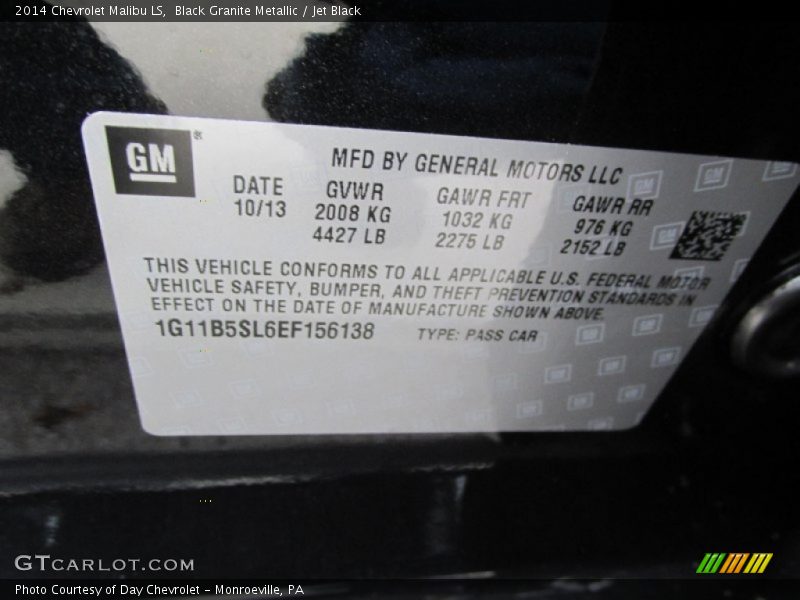 2014 Chevrolet Malibu LS,  Black Granite Metallic / Jet Black
GM®
MFD BY GENERAL MOTORS LLC
DATE GVWR GAWR FRT GAWR RR
10/13 2008 KG 1032 KG 976 KG
4427 LB 2275 LB 2152 LB
THIS VEHICLE CONFORMS TO ALL APPLICABLE U.S. FEDERAL MOTOR
VEHICLE SAFETY, BUMPER, AND THEFT PREVENTION STANDARDS IN
EFFECT ON THE DATE OF MANUFACTURE SHOWN ABOVE.
1G11B5SL6EF156138 TYPE: PASS CAR
GTCARLOT.COM
Photo Courtesy of Day Chevrolet - Monroeville, PA